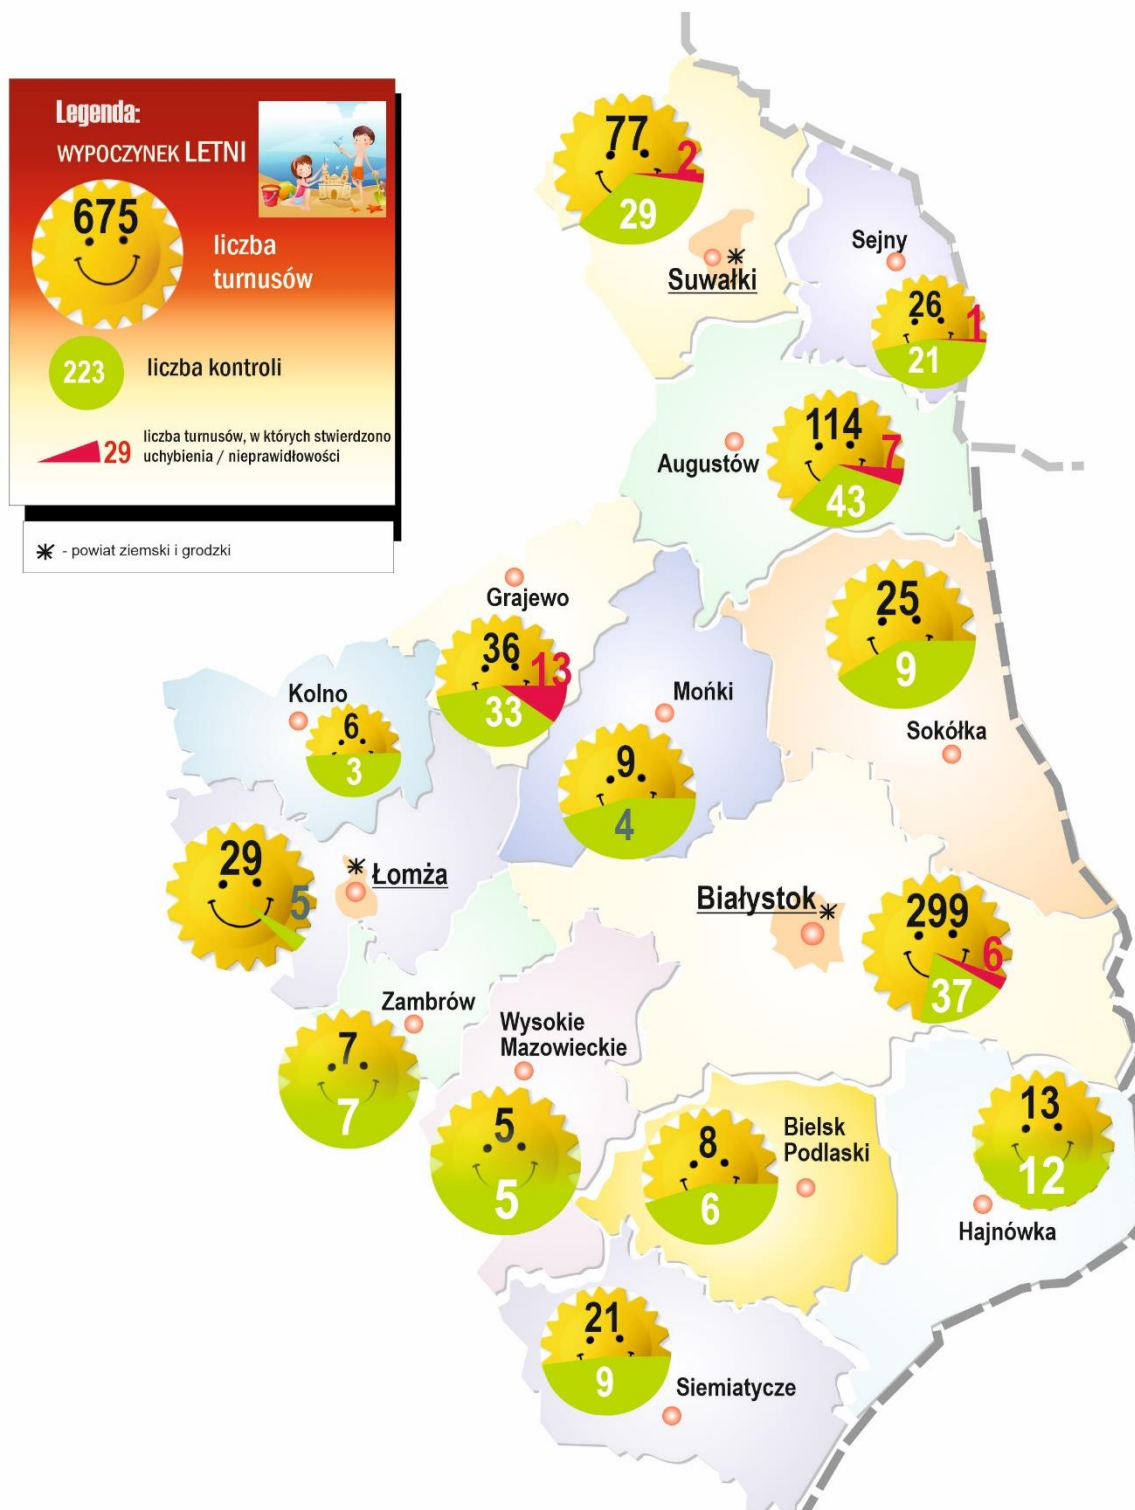 Legenda:
WYPOCZYNEK LETNI
675
liczba
turnusów
223
liczba kontroli
29
liczba turnusów, w których stwierdzono
uchybienia / nieprawidłowości
- powiat ziemski i grodzki
77
2
29
Suwałki
Sejny
26
1
21
114
7
43
Augustów
Grajewo
36
13
33
25
9
Sokółka
Kolno
6
3
Mońki
9
4
29
5
Łomża
Białystok
299
6
37
Zambrów
7
7
Wysokie
Mazowieckie
5
5
8
6
Bielsk
Podlaski
13
12
Hajnówka
21
9
Siemiatycze